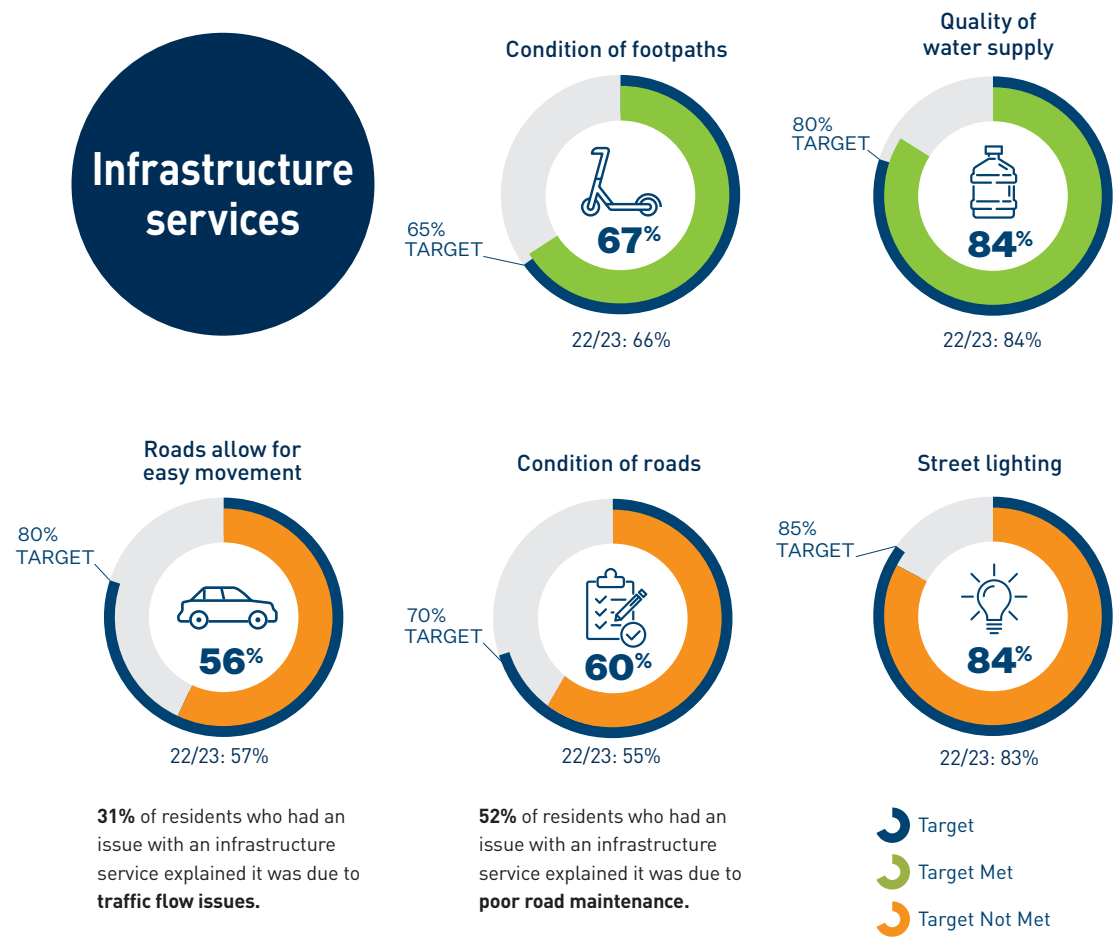 Infrastructure
services
Condition of footpaths
65%
TARGET
67%
22/23: 66%
Quality of
water supply
80%
TARGET
84%
22/23: 84%
Roads allow for
easy movement
80%
TARGET
56%
22/23: 57%
31% of residents who had an
issue with an infrastructure
service explained it was due to
traffic flow issues.
Condition of roads
70%
TARGET
60%
22/23: 55%
52% of residents who had an
issue with an infrastructure
service explained it was due to
poor road maintenance.
Street lighting
85%
TARGET
84%
22/23: 83%
Target
Target Met
Target Not Met